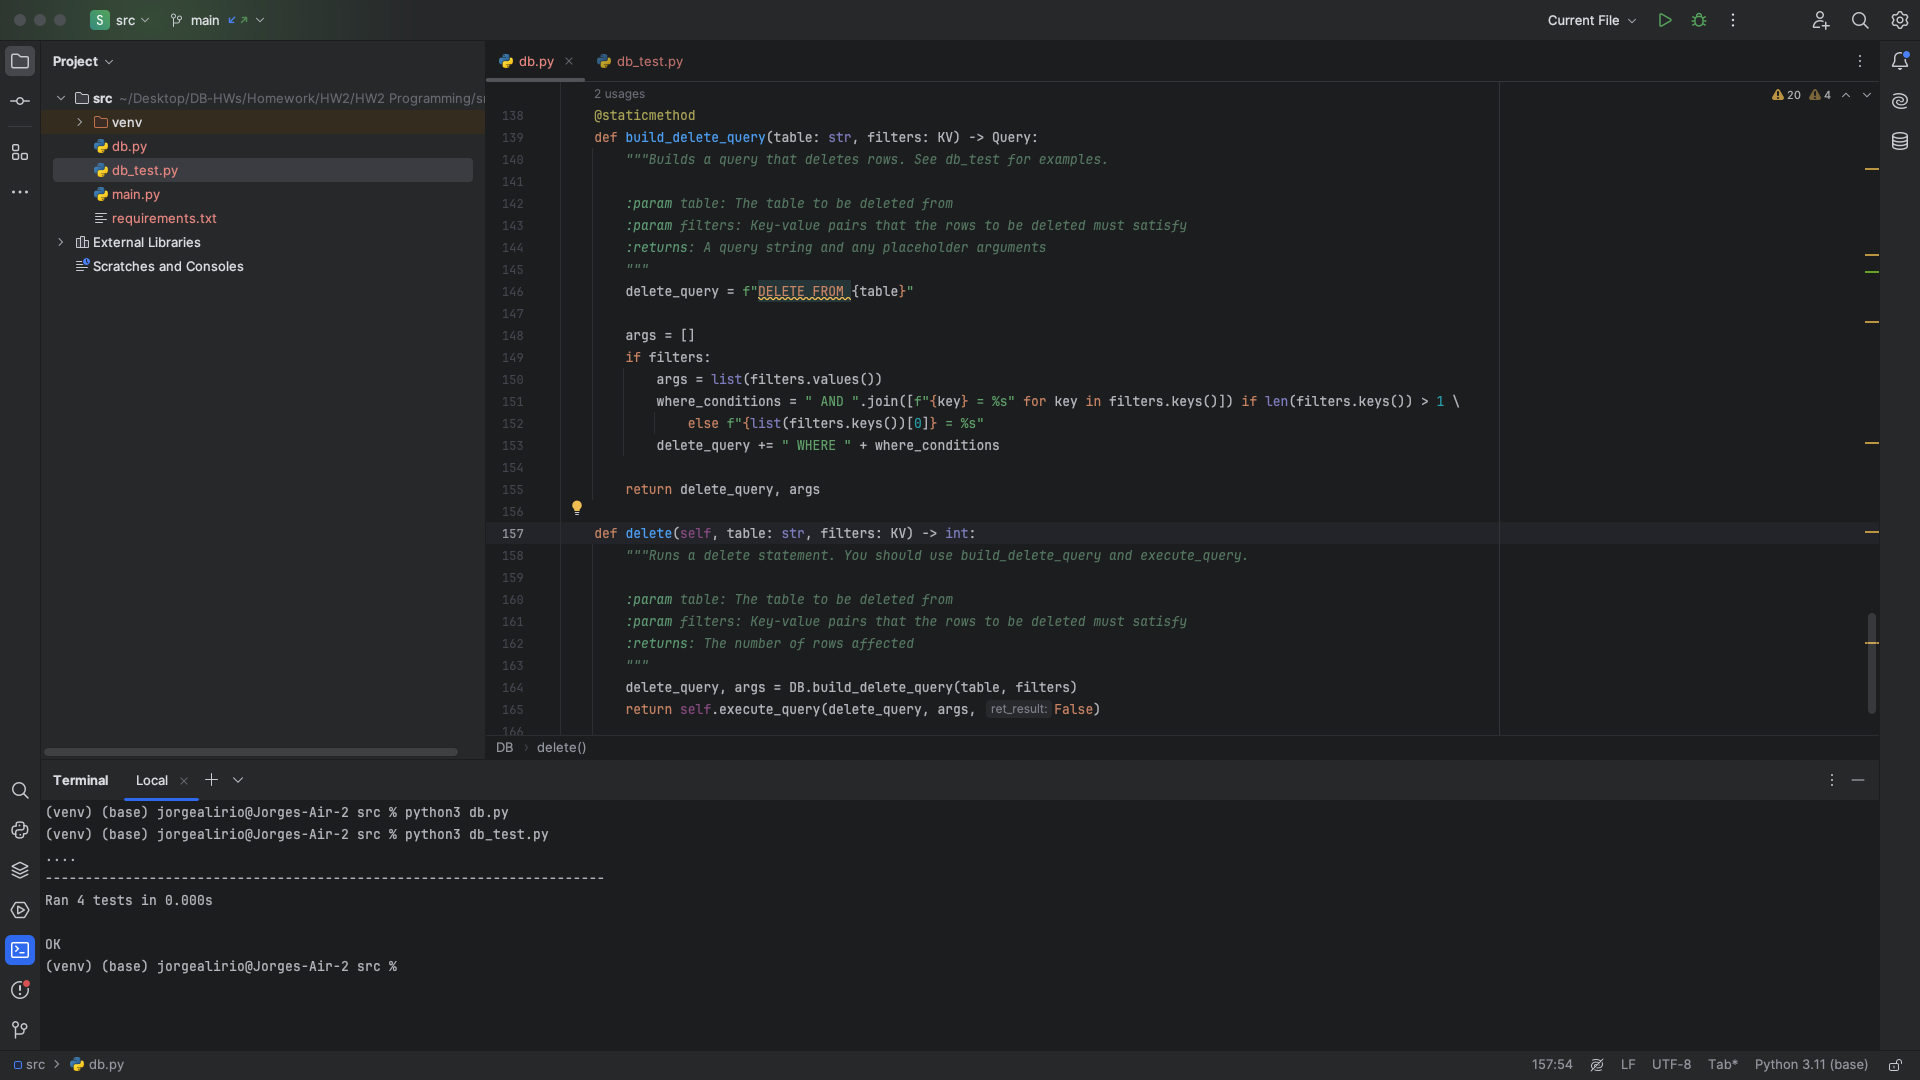 S src main
Current File
Project
src ~/Desktop/DB-HWs/Homework/HW2/HW2 Programming/
venv
db.py
db_test.py
main.py
requirements.txt
External Libraries
Scratches and Consoles
db.py
db_test.py
20 4
2 usages
138 @staticmethod
139 def build_delete_query(table: str, filters: KV) -> Query:
140 """Builds a query that deletes rows. See db_test for examples.
141
142 :param table: The table to be deleted from
143 :param filters: Key-value pairs that the rows to be deleted must satisfy
144 :returns: A query string and any placeholder arguments
145 """
146 delete_query = f"DELETE FROM {table}"
147
148 args = []
149 if filters:
150 args = list(filters.values())
151 where_conditions = " AND ".join([f"{key} = %s" for key in filters.keys()]) if len(filters.keys()) > 1 \
152 else f"{list(filters.keys())[0]} = %s"
153 delete_query += " WHERE " + where_conditions
154
155 return delete_query, args
156
157 def delete(self, table: str, filters: KV) -> int:
158 """Runs a delete statement. You should use build_delete_query and execute_query.
159
160 :param table: The table to be deleted from
161 :param filters: Key-value pairs that the rows to be deleted must satisfy
162 :returns: The number of rows affected
163 """
164 delete_query, args = DB.build_delete_query(table, filters)
165 return self.execute_query(delete_query, args, ret_result: False)
166
DB › delete()
Terminal Local
(venv) (base) jorgealirio@Jorges-Air-2 src % python3 db.py
(venv) (base) jorgealirio@Jorges-Air-2 src % python3 db_test.py
....
----------------------------------------------------------------------
Ran 4 tests in 0.000s
OK
(venv) (base) jorgealirio@Jorges-Air-2 src %
src › db.py
157:54 LF UTF-8 Tab* Python 3.11 (base)